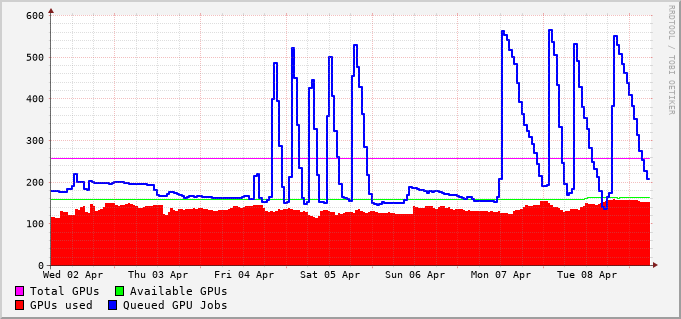 600
500
400
300
200
100
0
Wed 02 Apr Thu 03 Apr Fri 04 Apr Sat 05 Apr Sun 06 Apr Mon 07 Apr Tue 08 Apr
Total GPUs Available GPUs
GPUs used Queued GPU Jobs
RRDTOOL / TOBI OETIKER